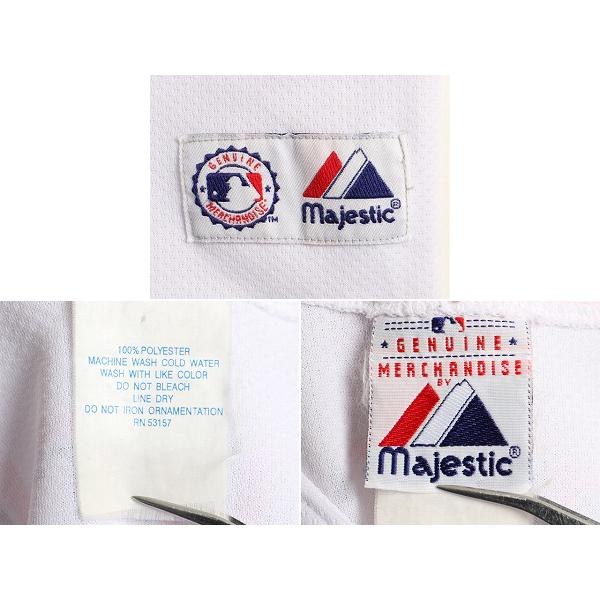 GENUINE
MERCHANDISE
TM
Majestic®
100% POLYESTER
MACHINE WASH COLD WATER
WASH WITH LIKE COLOR
DO NOT BLEACH
LINE DRY
DO NOT IRON ORNAMENTATION
RN 53157
GENUINE
MERCHANDISE
BY
Majestic®